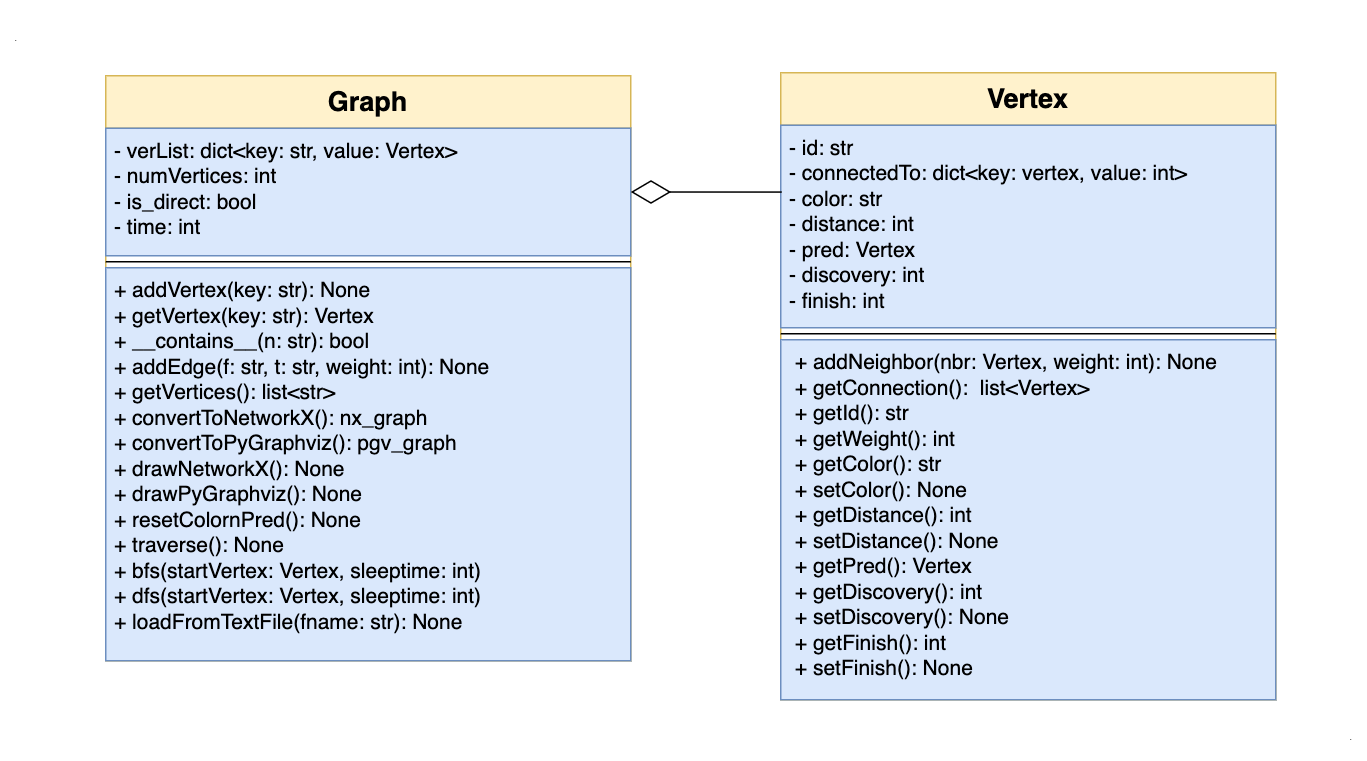 Graph
- verList: dict<key: str, value: Vertex>
- numVertices: int
- is_direct: bool
- time: int
+ addVertex(key: str): None
+ getVertex(key: str): Vertex
+ __contains__(n: str): bool
+ addEdge(f: str, t: str, weight: int): None
+ getVertices(): list<str>
+ convertToNetworkX(): nx_graph
+ convertToPyGraphviz(): pgv_graph
+ drawNetworkX(): None
+ drawPyGraphviz(): None
+ resetColornPred(): None
+ traverse(): None
+ bfs(startVertex: Vertex, sleeptime: int)
+ dfs(startVertex: Vertex, sleeptime: int)
+ loadFromTextFile(fname: str): None
Vertex
- id: str
- connectedTo: dict<key: vertex, value: int>
- color: str
- distance: int
- pred: Vertex
- discovery: int
- finish: int
+ addNeighbor(nbr: Vertex, weight: int): None
+ getConnection():  list<Vertex>
+ getId(): str
+ getWeight(): int
+ getColor(): str
+ setColor(): None
+ getDistance(): int
+ setDistance(): None
+ getPred(): Vertex
+ getDiscovery(): int
+ setDiscovery(): None
+ getFinish(): int
+ setFinish(): None